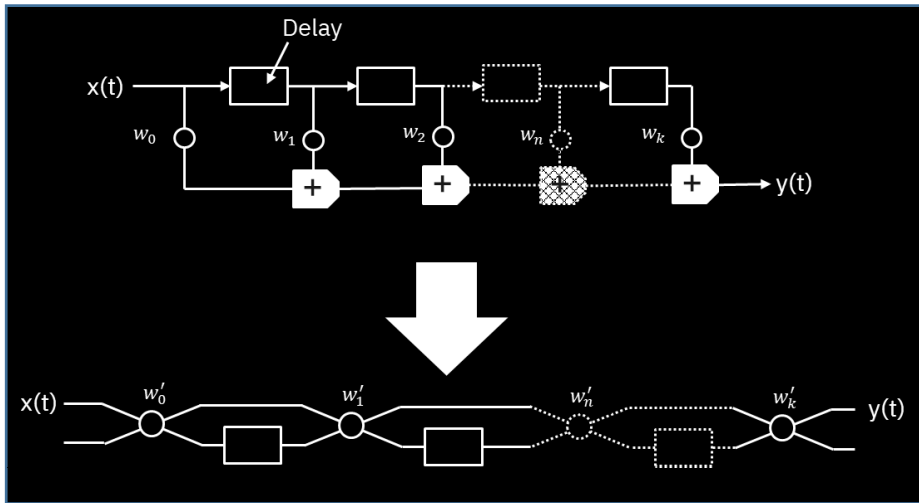 Delay
x(t)
w₀ w₁ w₂ wₙ wₖ
+ + + +
y(t)
x(t) w′₀ w′₁ w′ₙ w′ₖ y(t)